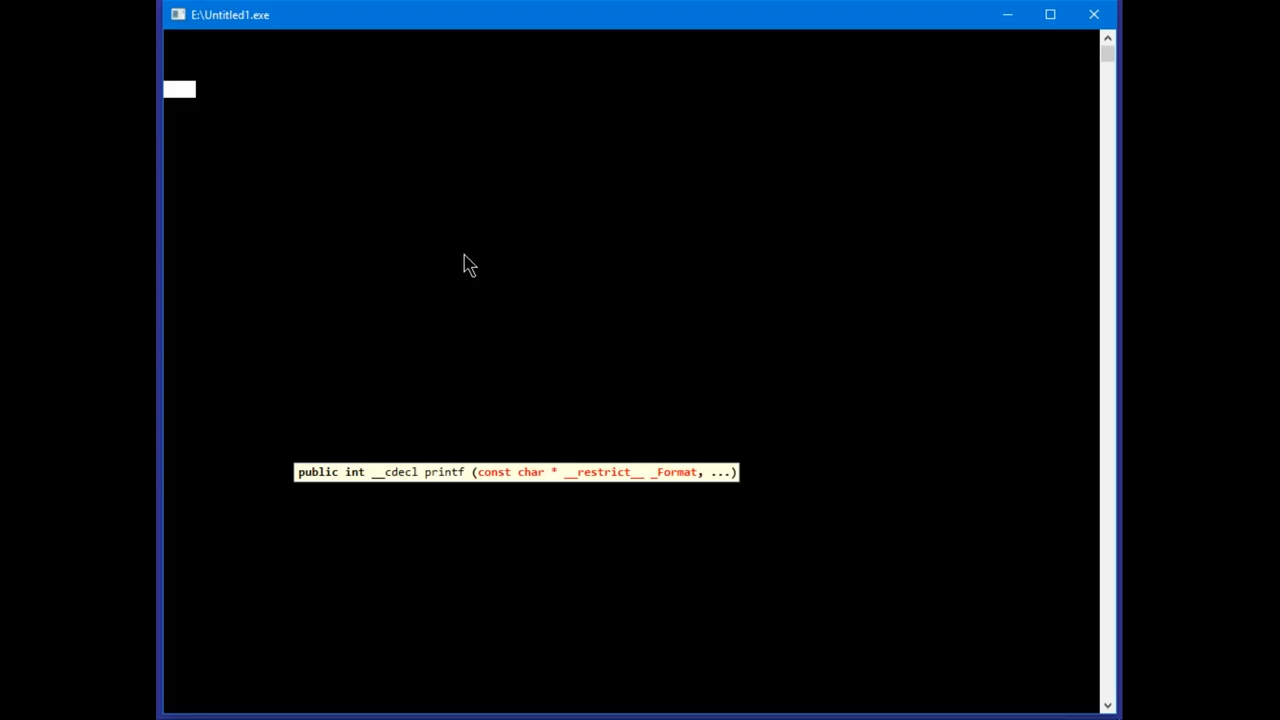 E:\Untitled1.exe
public int __cdecl printf (const char * __restrict__ _Format, ...)